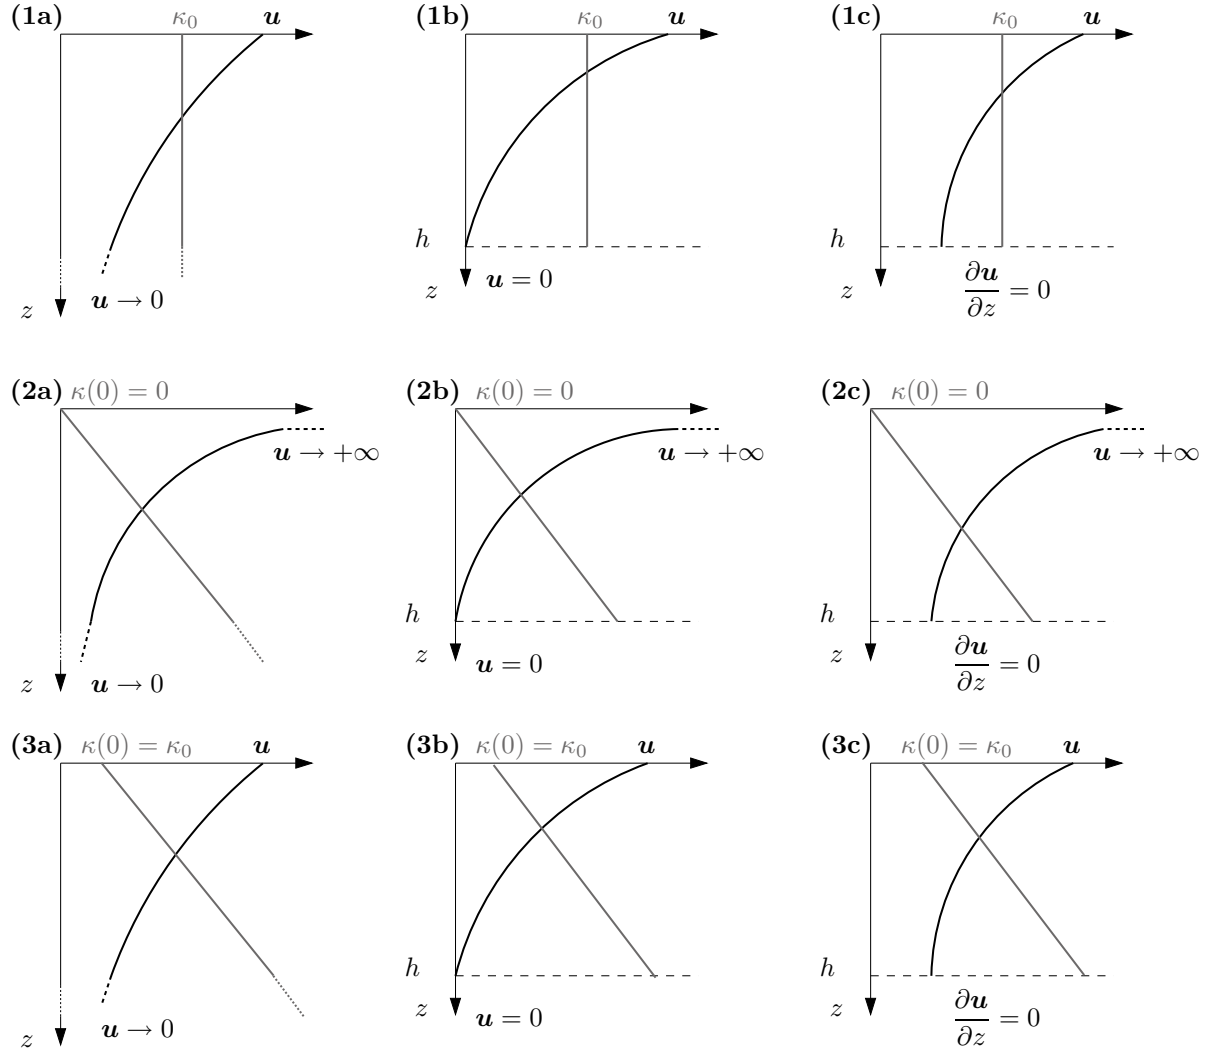 (1a) κ₀ u (1b) κ₀ u (1c) κ₀ u
h h
z u → 0 z u = 0 z ∂u/∂z = 0
(2a) κ(0) = 0 (2b) κ(0) = 0 (2c) κ(0) = 0
u → +∞ u → +∞ u → +∞
h h
z u → 0 z u = 0 z ∂u/∂z = 0
(3a) κ(0) = κ₀ u (3b) κ(0) = κ₀ u (3c) κ(0) = κ₀ u
h h
z u → 0 z u = 0 z ∂u/∂z = 0